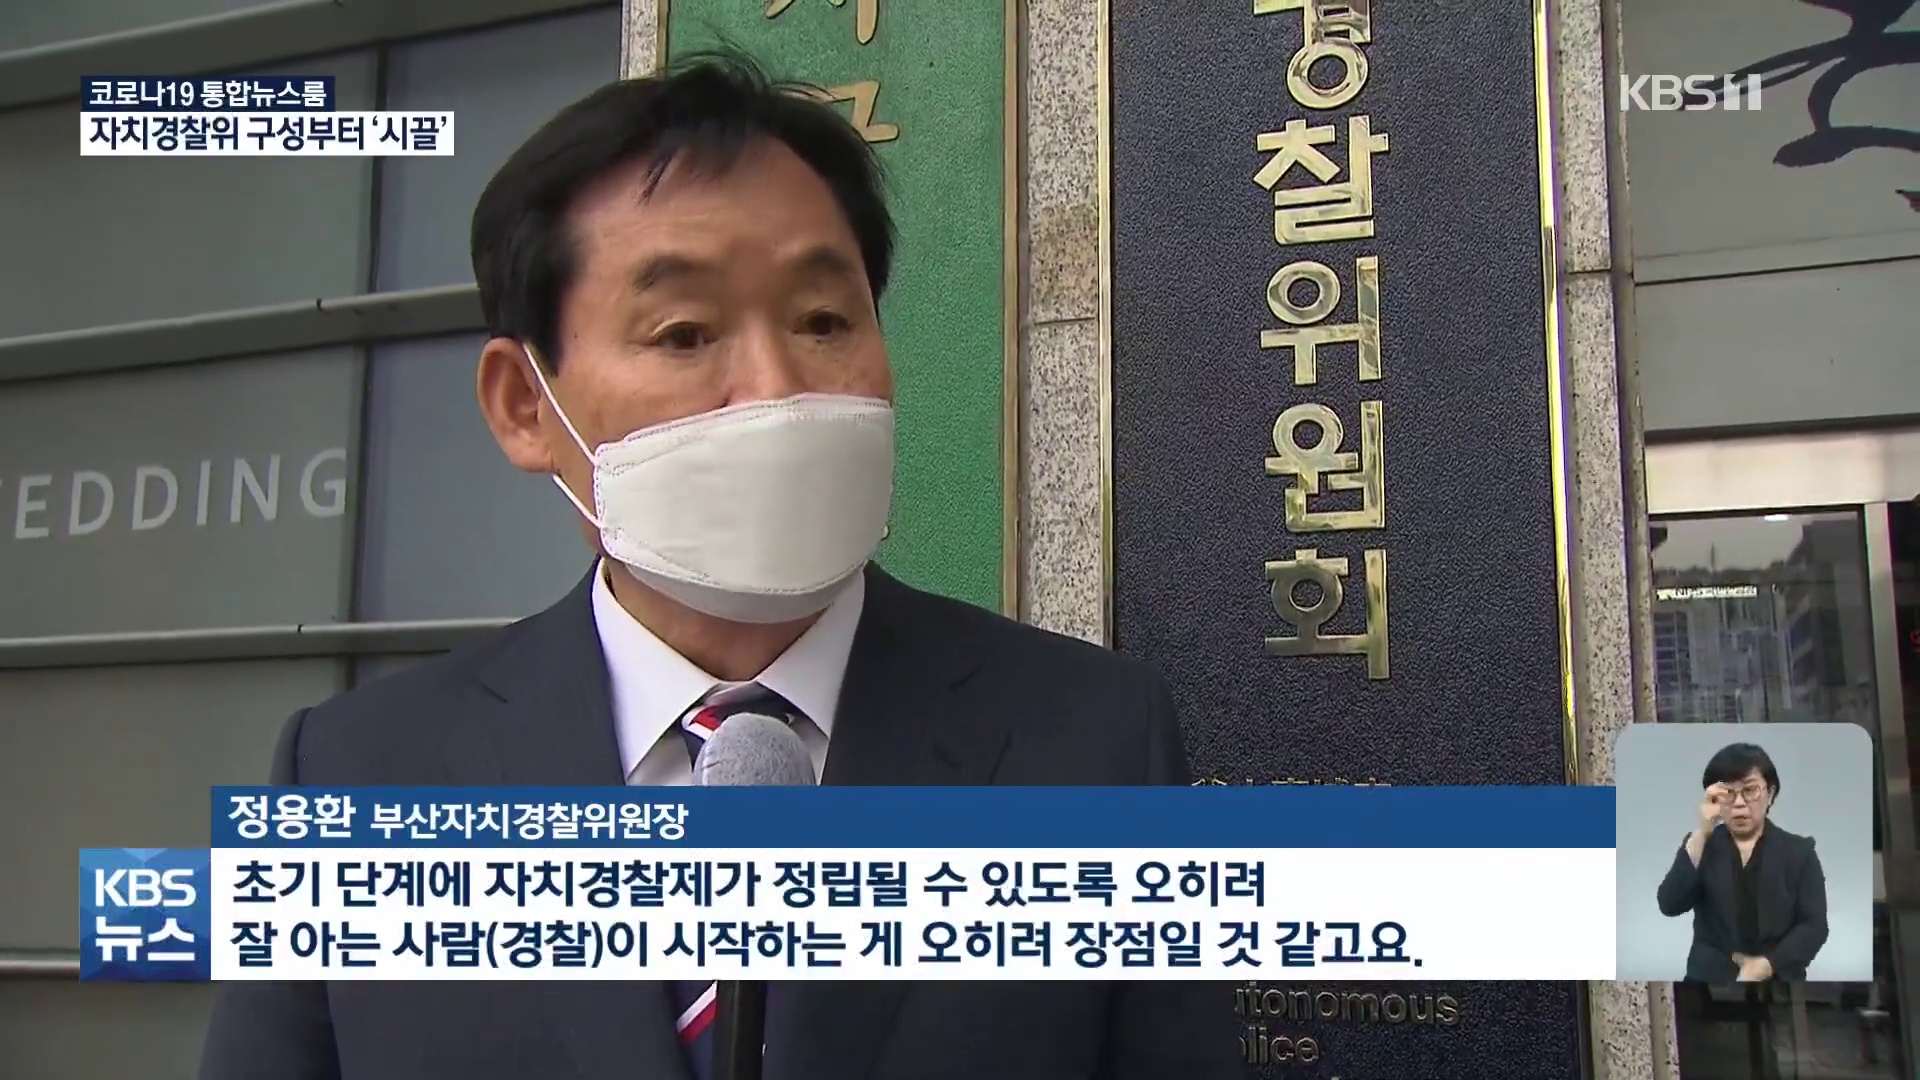 코로나19 통합뉴스룸
자치경찰위 구성부터 ‘시끌’
KBS 1
경찰위원회
EDDING
정용환 부산자치경찰위원장
KBS
뉴스
초기 단계에 자치경찰제가 정립될 수 있도록 오히려
잘 아는 사람(경찰)이 시작하는 게 오히려 장점일 것 같고요.